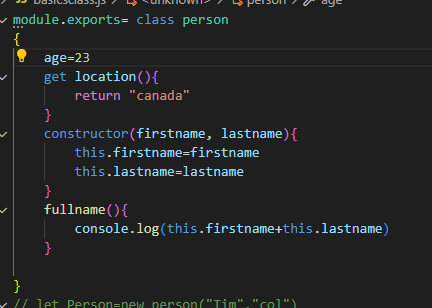 basicsclass.js > <unknown> > person > age
module.exports= class person
{
    age=23
    get location(){
        return "canada"
    }
    constructor(firstname, lastname){
        this.firstname=firstname
        this.lastname=lastname
    }
    fullname(){
        console.log(this.firstname+this.lastname)
    }

}
// let Person=new person("Tim","col")